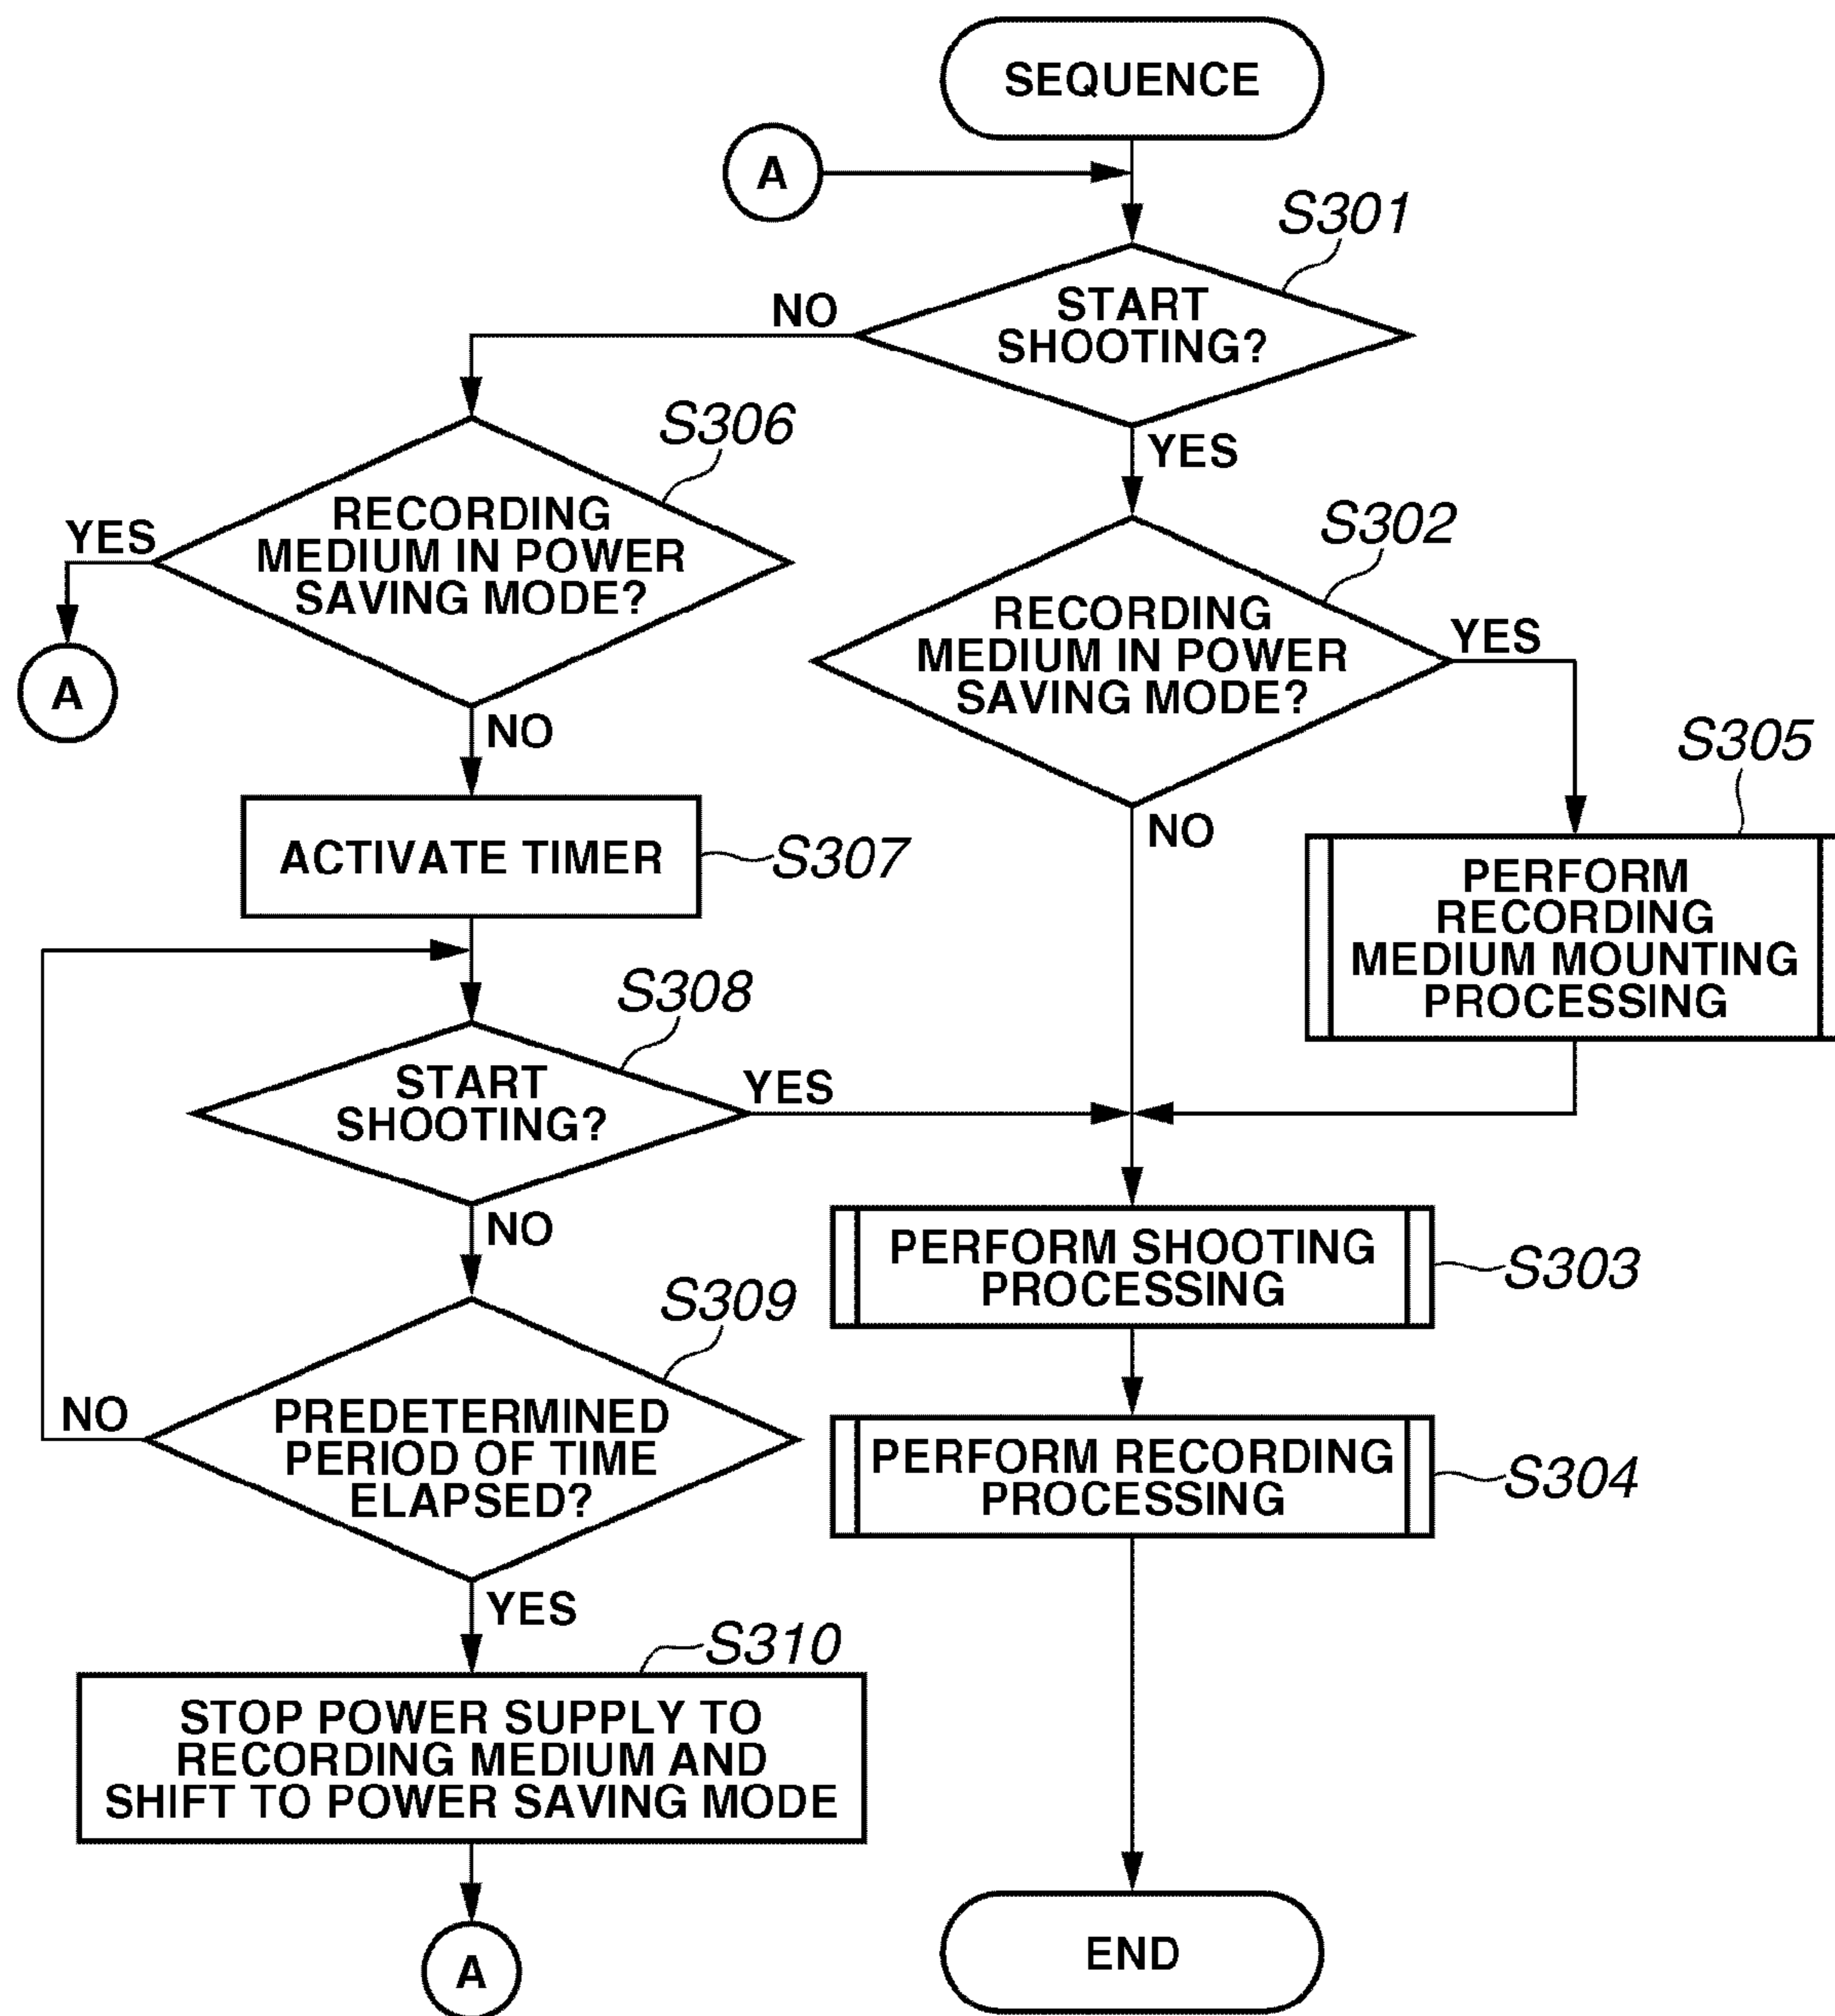 SEQUENCE
A
S301
START
SHOOTING?
NO
YES
S306
RECORDING
MEDIUM IN POWER
SAVING MODE?
YES
A
NO
S302
RECORDING
MEDIUM IN POWER
SAVING MODE?
YES
NO
S305
PERFORM
RECORDING
MEDIUM MOUNTING
PROCESSING
ACTIVATE TIMER
S307
S308
START
SHOOTING?
YES
NO
PERFORM SHOOTING
PROCESSING
S303
S309
PREDETERMINED
PERIOD OF TIME
ELAPSED?
NO
YES
PERFORM RECORDING
PROCESSING
S304
S310
STOP POWER SUPPLY TO
RECORDING MEDIUM AND
SHIFT TO POWER SAVING MODE
A
END